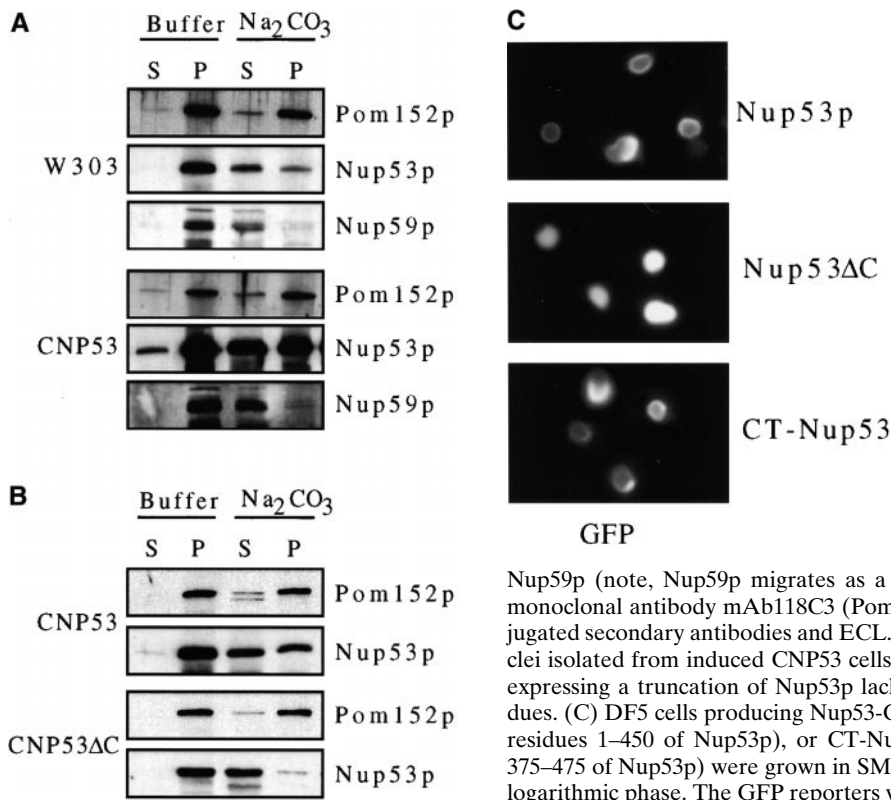 A
Buffer Na2CO3
S P S P
Pom152p
W303 Nup53p
Nup59p
Pom152p
CNP53 Nup53p
Nup59p
B
Buffer Na2CO3
S P S P
Pom152p
CNP53
Nup53p
Pom152p
CNP53ΔC
Nup53p
C
Nup53p
Nup53ΔC
CT-Nup53
GFP
Nup59p (note, Nup59p migrates as a
monoclonal antibody mAb118C3 (Pom
jugated secondary antibodies and ECL.
clei isolated from induced CNP53 cells
expressing a truncation of Nup53p lack
dues. (C) DF5 cells producing Nup53-G
residues 1–450 of Nup53p), or CT-Nu
375–475 of Nup53p) were grown in SM
logarithmic phase. The GFP reporters v